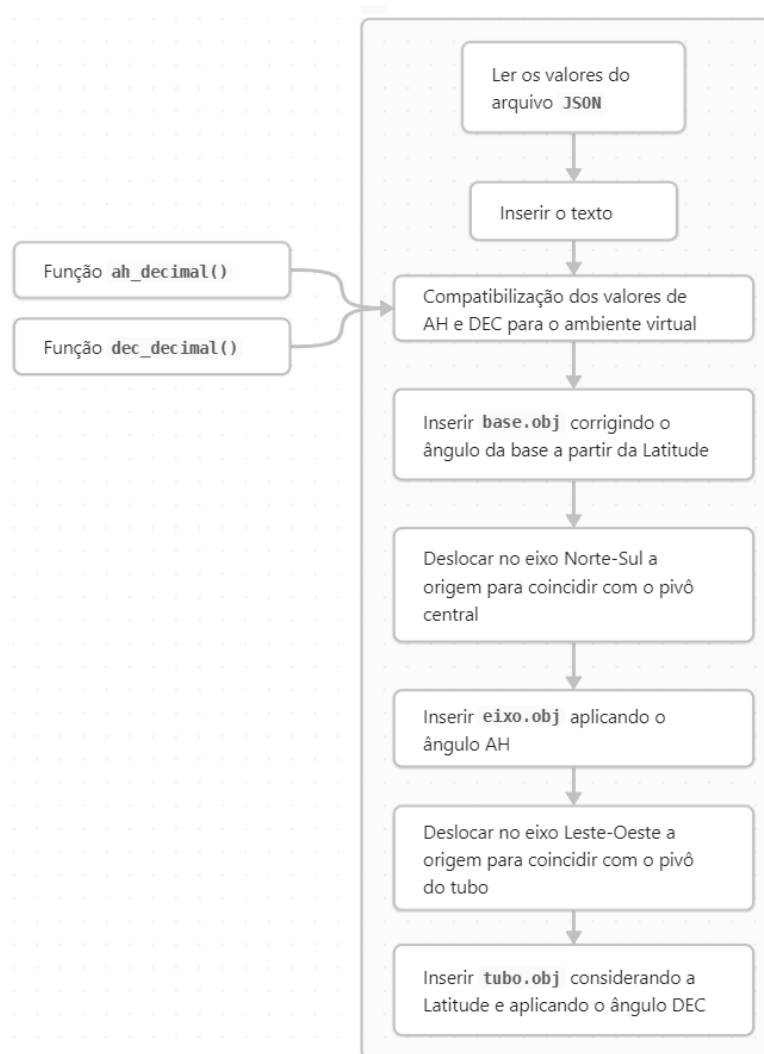 Ler os valores do
arquivo JSON
Inserir o texto
Função ah_decimal()
Função dec_decimal()
Compatibilização dos valores de
AH e DEC para o ambiente virtual
Inserir base.obj corrigindo o
ângulo da base a partir da Latitude
Deslocar no eixo Norte-Sul a
origem para coincidir com o pivô
central
Inserir eixo.obj aplicando o
ângulo AH
Deslocar no eixo Leste-Oeste a
origem para coincidir com o pivô
do tubo
Inserir tubo.obj considerando a
Latitude e aplicando o ângulo DEC